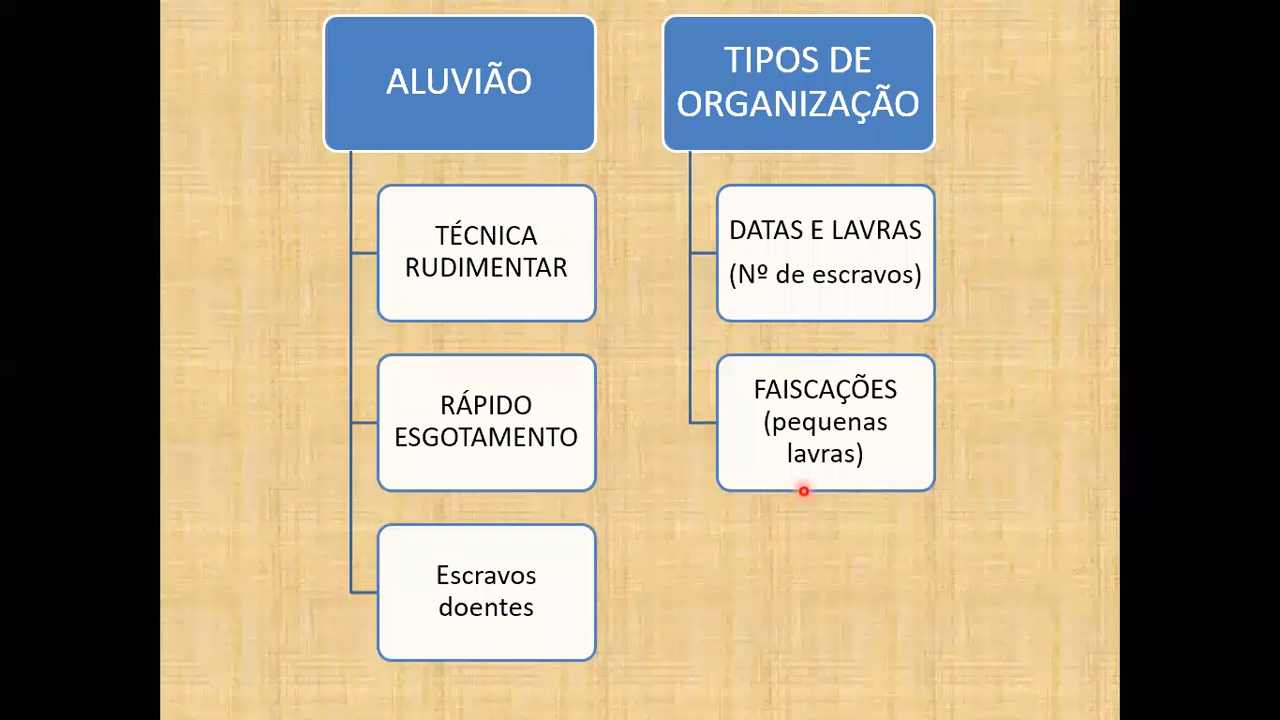 ALUVIÃO
TÉCNICA
RUDIMENTAR
RÁPIDO
ESGOTAMENTO
Escravos
doentes
TIPOS DE
ORGANIZAÇÃO
DATAS E LAVRAS
(Nº de escravos)
FAISCAÇÕES
(pequenas
lavras)